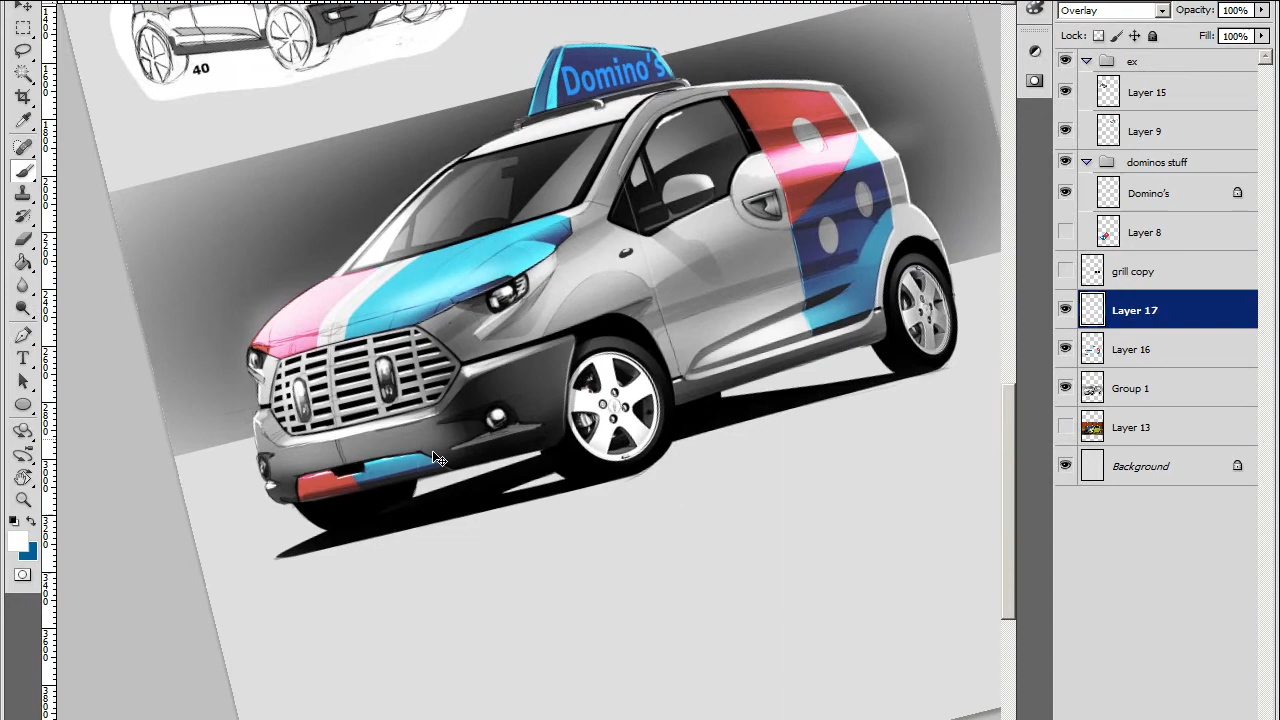 Overlay
Opacity: 100%
Lock:
Fill: 100%
ex
Layer 15
Layer 9
dominos stuff
Domino's
Layer 8
grill copy
Layer 17
Layer 16
Group 1
Layer 13
Background
40
Domino's